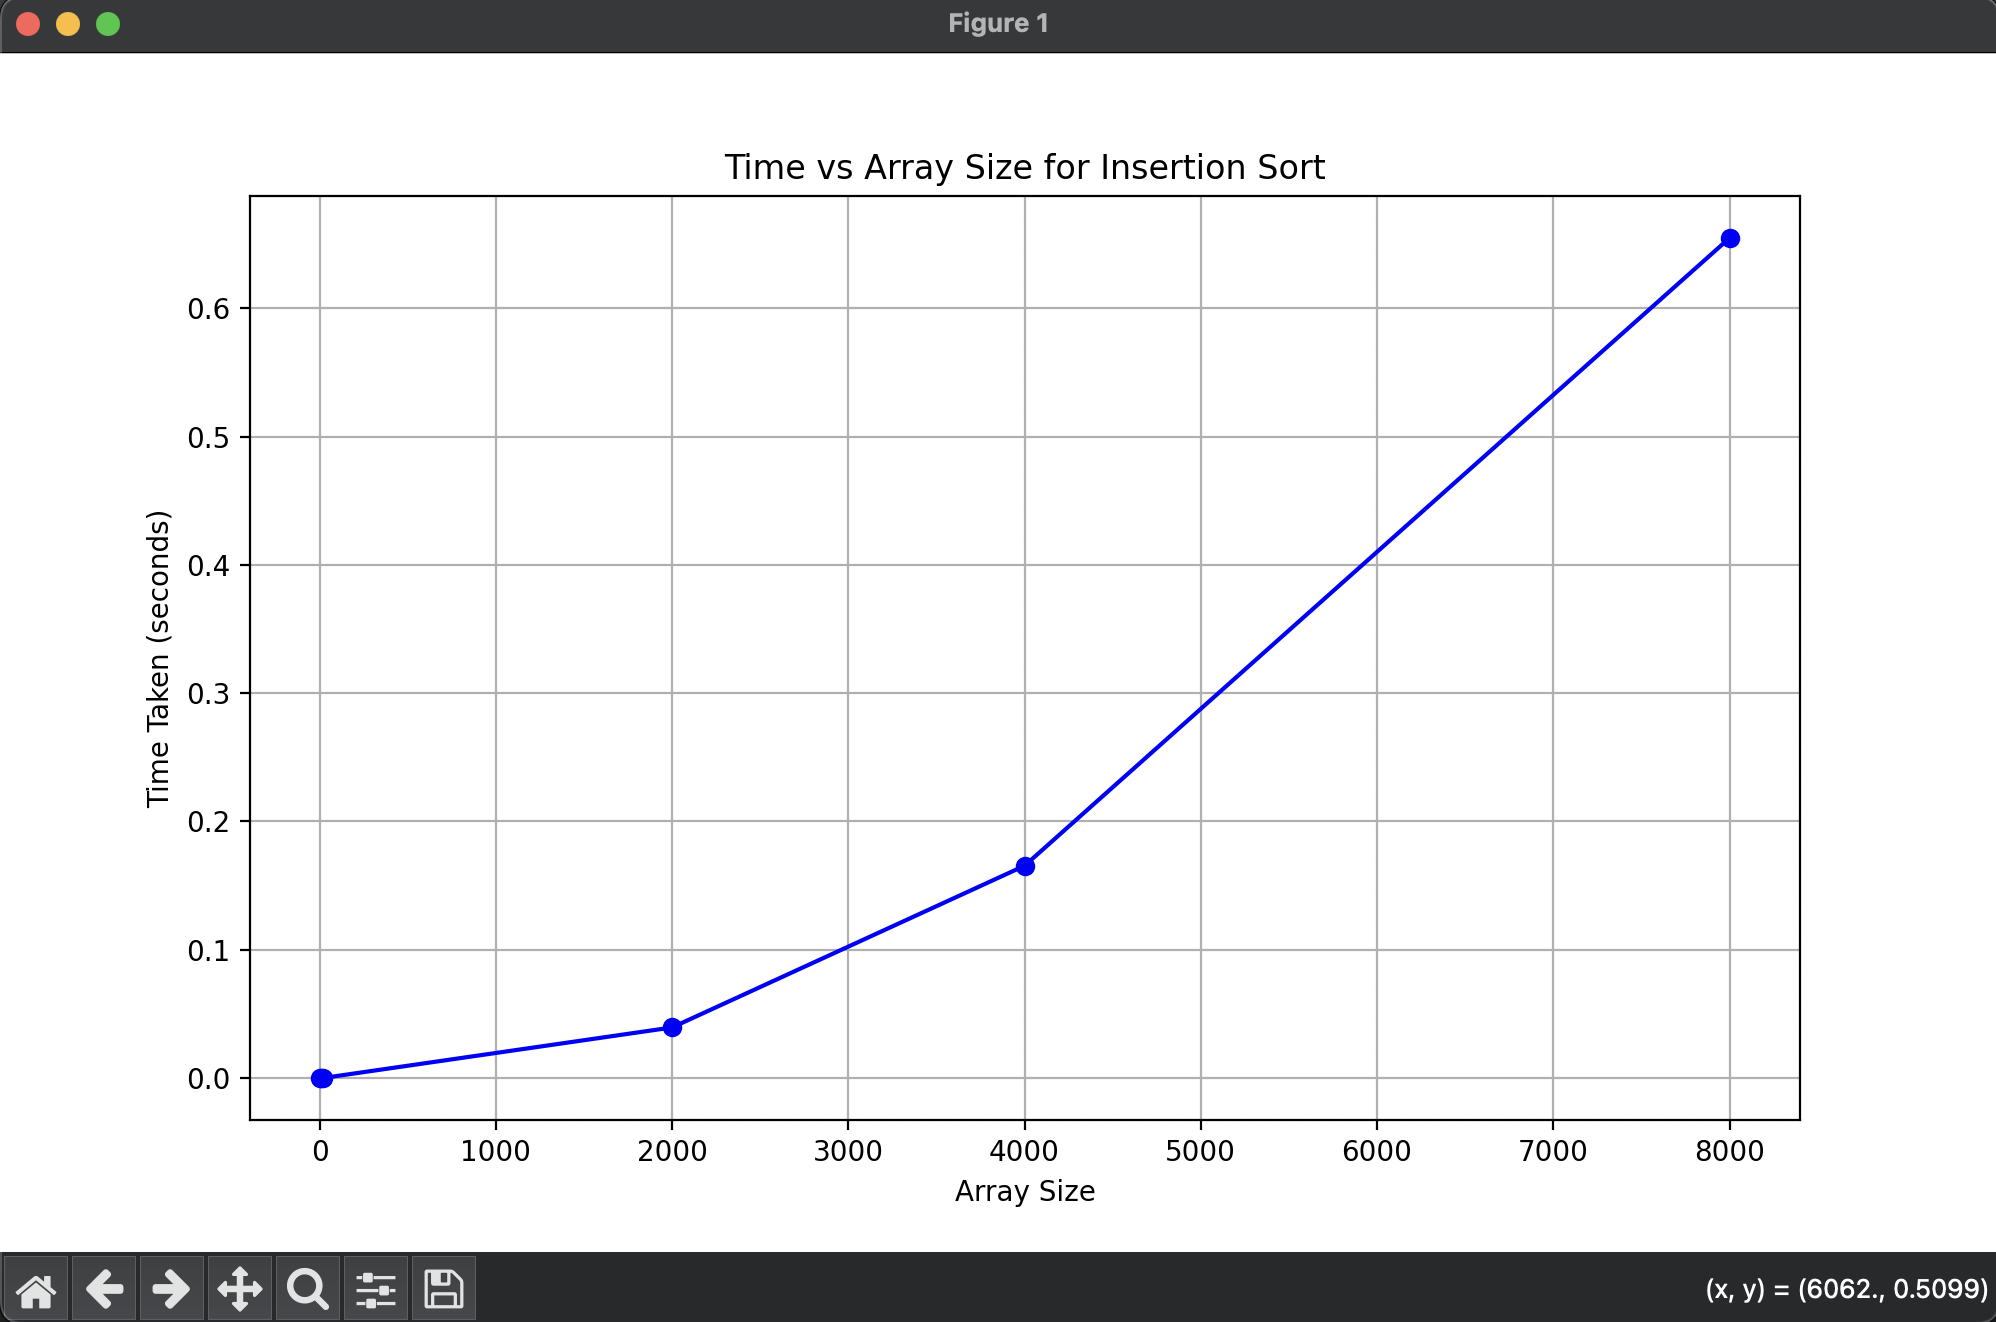 Figure 1
Time vs Array Size for Insertion Sort
Time Taken (seconds)
0.6
0.5
0.4
0.3
0.2
0.1
0.0
0 1000 2000 3000 4000 5000 6000 7000 8000
Array Size
(x, y) = (6062., 0.5099)